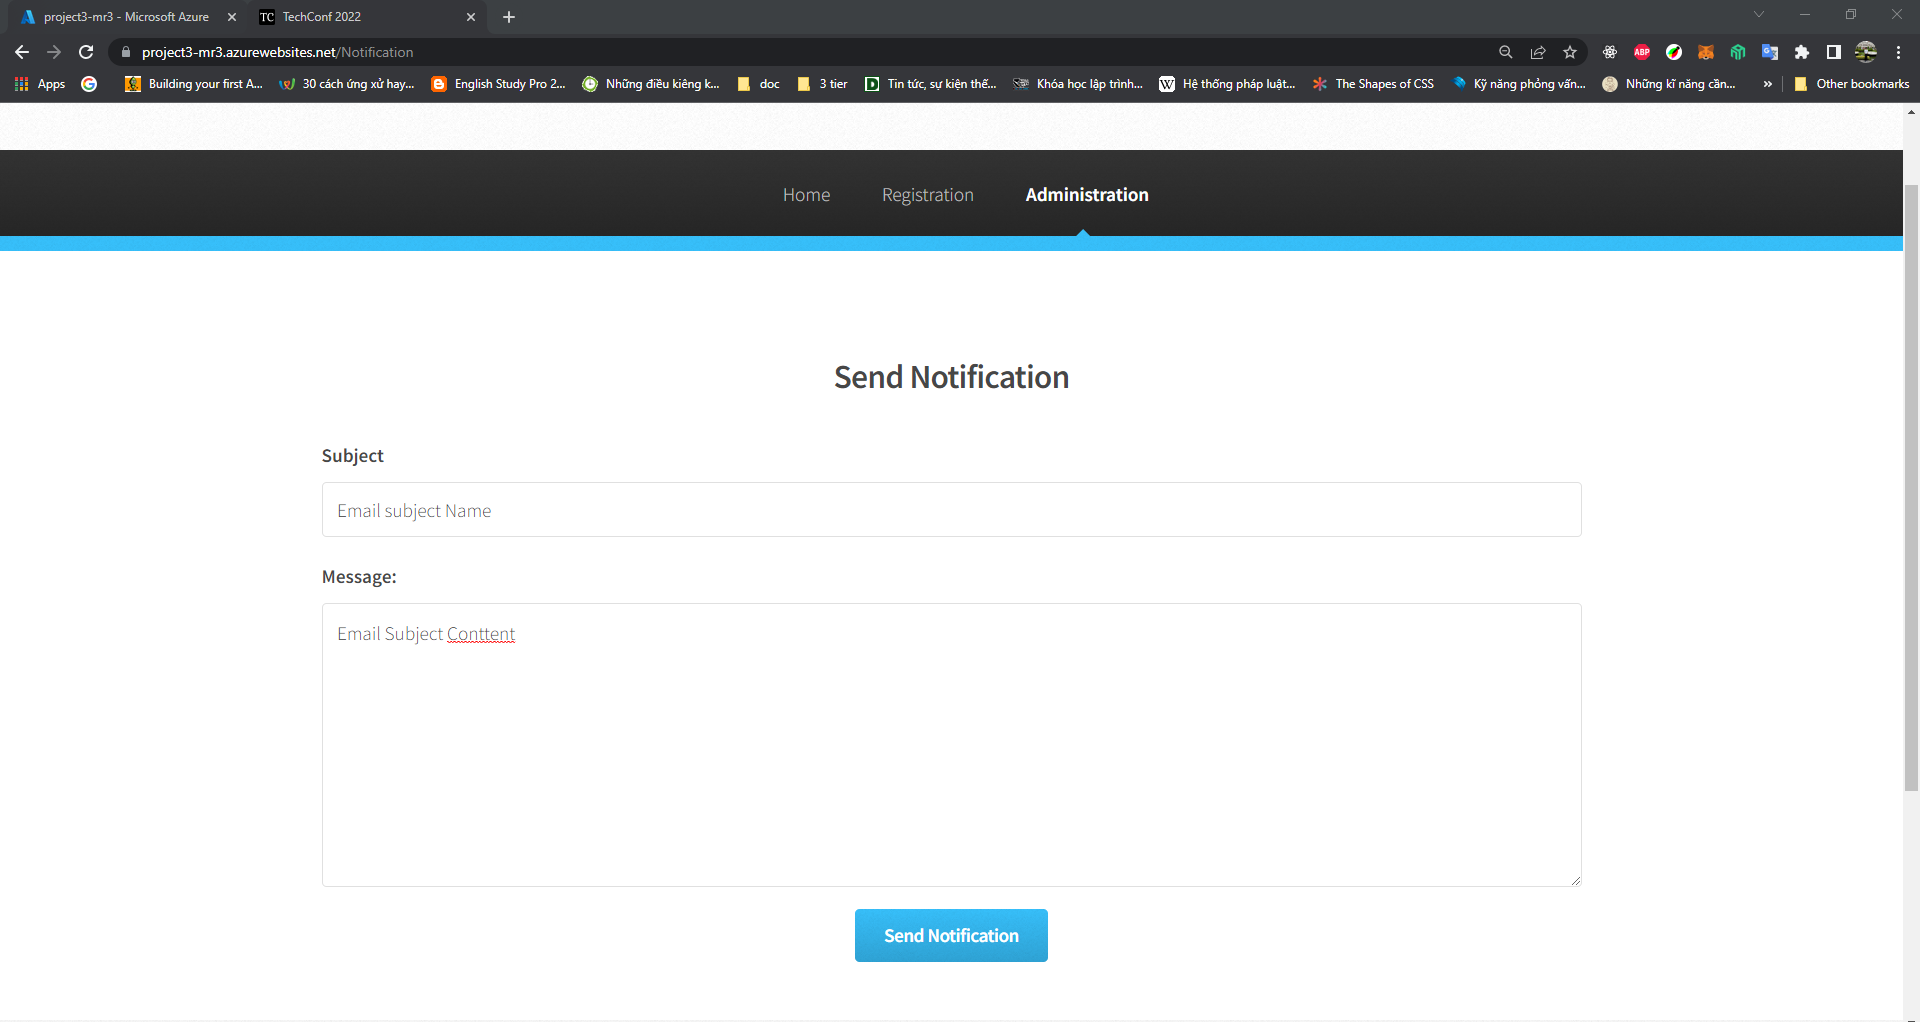 project3-mr3 - Microsoft Azure
TC TechConf 2022
project3-mr3.azurewebsites.net/Notification
ABP
Apps Building your first A... 30 cách ứng xử hay... English Study Pro 2... Những điều kiêng k... doc 3 tier Tin tức, sự kiện thế... Khóa học lập trình... W Hệ thống pháp luật... The Shapes of CSS Kỹ năng phỏng vấn... Những kĩ năng cần... » Other bookmarks
Home Registration Administration
Send Notification
Subject
Email subject Name
Message:
Email Subject Conttent
Send Notification